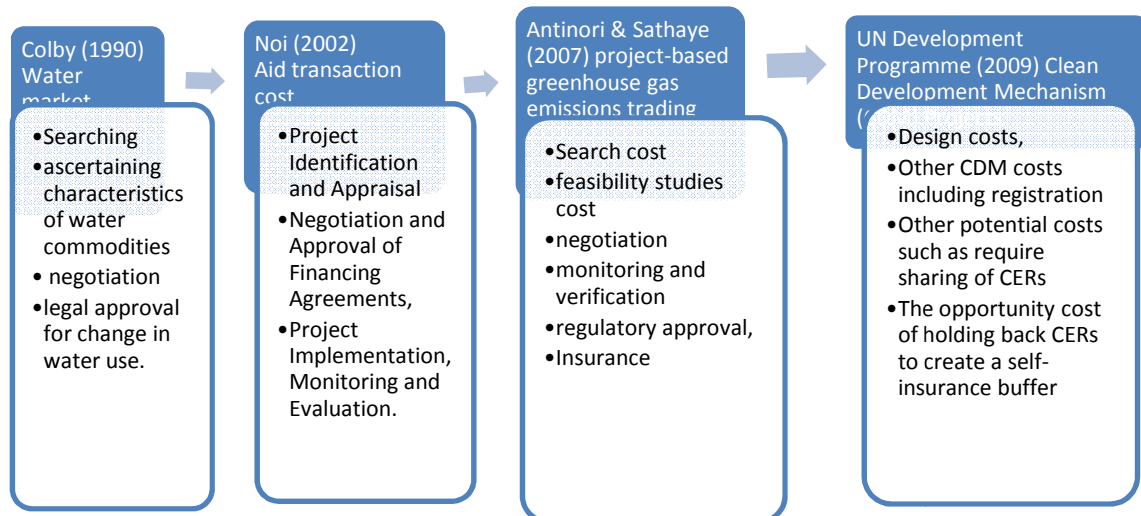 Colby (1990)
Water
market
•Searching
•ascertaining
characteristics
of water
commodities
• negotiation
•legal approval
for change in
water use.
Noi (2002)
Aid transaction
cost
•Project
Identification
and Appraisal
•Negotiation and
Approval of
Financing
Agreements,
•Project
Implementation,
Monitoring and
Evaluation.
Antinori & Sathaye
(2007) project-based
greenhouse gas
emissions trading
•Search cost
•feasibility studies
cost
•negotiation
•monitoring and
verification
•regulatory approval,
•Insurance
UN Development
Programme (2009) Clean
Development Mechanism
•Design costs,
•Other CDM costs
including registration
•Other potential costs
such as require
sharing of CERs
•The opportunity cost
of holding back CERs
to create a self-
insurance buffer